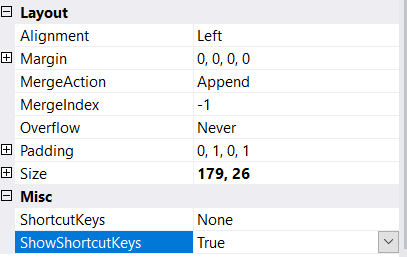 Layout
Alignment Left
Margin 0, 0, 0, 0
MergeAction Append
MergeIndex -1
Overflow Never
Padding 0, 1, 0, 1
Size 179, 26
Misc
ShortcutKeys None
ShowShortcutKeys True